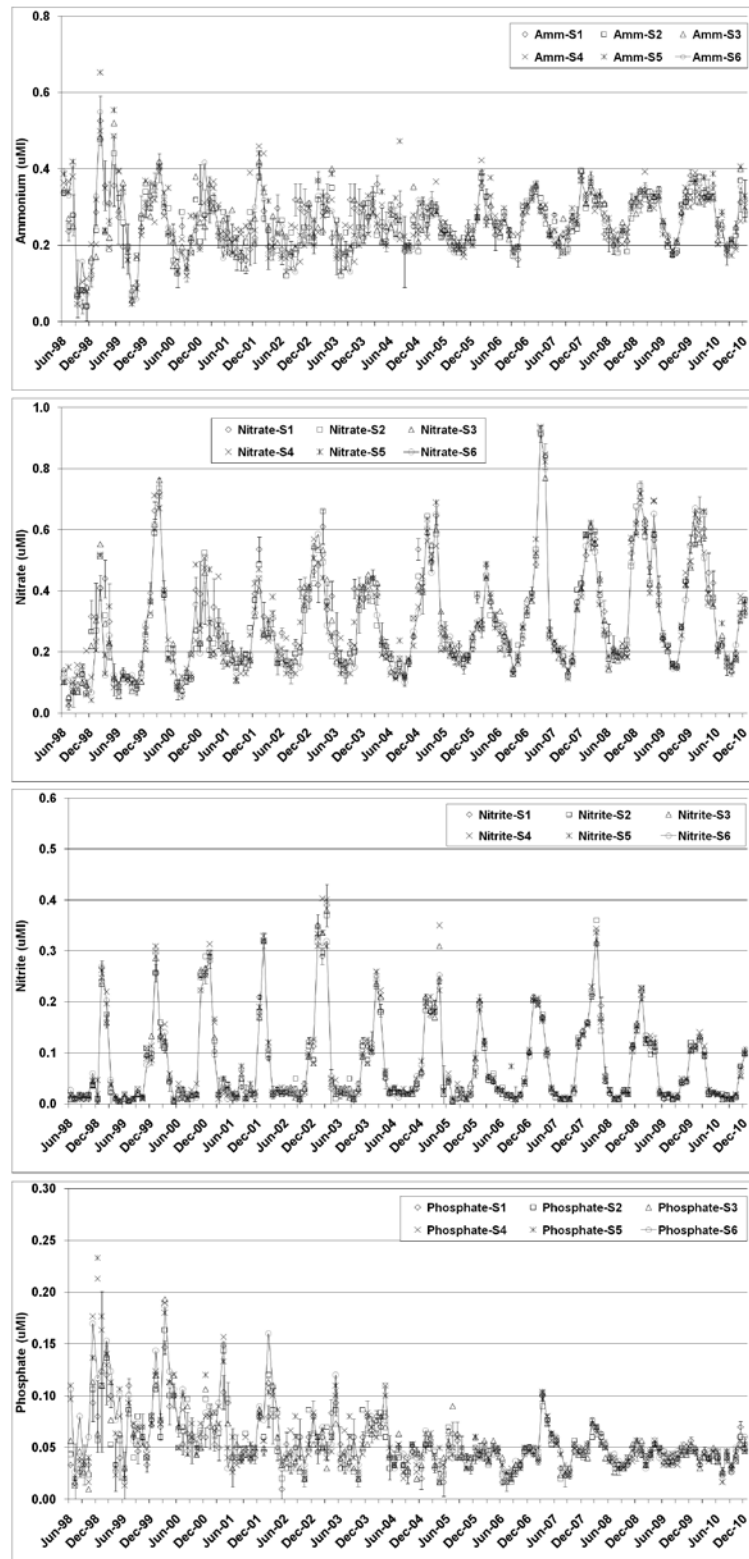 0.8
Amm-S1 Amm-S2 Amm-S3
Amm-S4 Amm-S5 Amm-S6
0.6
Ammonium (uMl)
0.4
0.2
0.0
Jun-98 Dec-98 Jun-99 Dec-99 Jun-00 Dec-00 Jun-01 Dec-01 Jun-02 Dec-02 Jun-03 Dec-03 Jun-04 Dec-04 Jun-05 Dec-05 Jun-06 Dec-06 Jun-07 Dec-07 Jun-08 Dec-08 Jun-09 Dec-09 Jun-10 Dec-10
1.0
Nitrate-S1 Nitrate-S2 Nitrate-S3
Nitrate-S4 Nitrate-S5 Nitrate-S6
0.8
0.6
Nitrate (uMl)
0.4
0.2
0.0
Jun-98 Dec-98 Jun-99 Dec-99 Jun-00 Dec-00 Jun-01 Dec-01 Jun-02 Dec-02 Jun-03 Dec-03 Jun-04 Dec-04 Jun-05 Dec-05 Jun-06 Dec-06 Jun-07 Dec-07 Jun-08 Dec-08 Jun-09 Dec-09 Jun-10 Dec-10
0.6
Nitrite-S1 Nitrite-S2 Nitrite-S3
Nitrite-S4 Nitrite-S5 Nitrite-S6
0.5
0.4
Nitrite (uMl)
0.3
0.2
0.1
0.0
Jun-98 Dec-98 Jun-99 Dec-99 Jun-00 Dec-00 Jun-01 Dec-01 Jun-02 Dec-02 Jun-03 Dec-03 Jun-04 Dec-04 Jun-05 Dec-05 Jun-06 Dec-06 Jun-07 Dec-07 Jun-08 Dec-08 Jun-09 Dec-09 Jun-10 Dec-10
0.30
Phosphate-S1 Phosphate-S2 Phosphate-S3
Phosphate-S4 Phosphate-S5 Phosphate-S6
0.25
0.20
Phosphate (uMl)
0.15
0.10
0.05
0.00
Jun-98 Dec-98 Jun-99 Dec-99 Jun-00 Dec-00 Jun-01 Dec-01 Jun-02 Dec-02 Jun-03 Dec-03 Jun-04 Dec-04 Jun-05 Dec-05 Jun-06 Dec-06 Jun-07 Dec-07 Jun-08 Dec-08 Jun-09 Dec-09 Jun-10 Dec-10